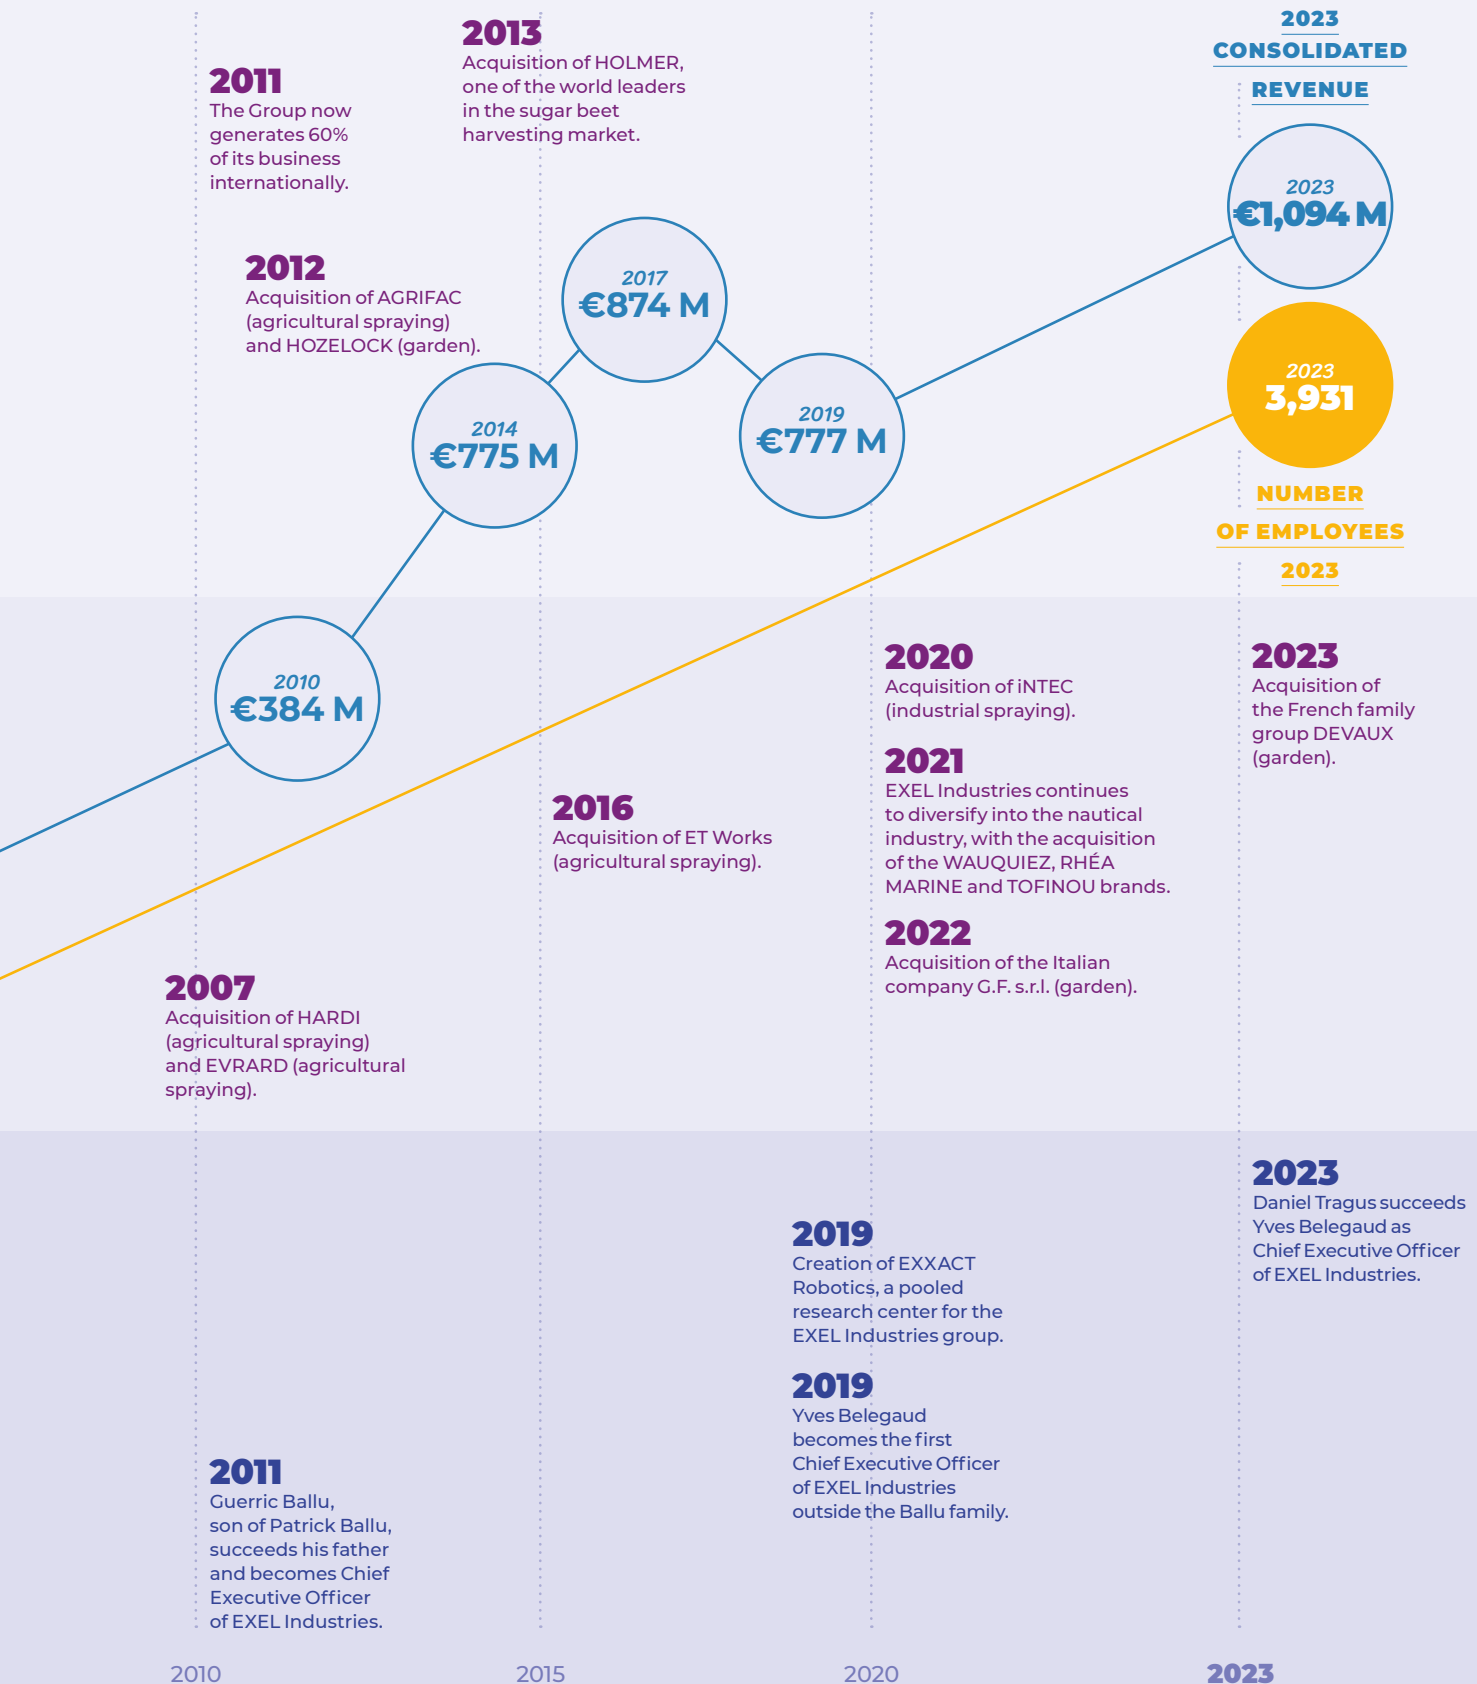 2011
The Group now
generates 60%
of its business
internationally.
2013
Acquisition of HOLMER,
one of the world leaders
in the sugar beet
harvesting market.
2023
CONSOLIDATED
REVENUE
2023
€1,094 M
2012
Acquisition of AGRIFAC
(agricultural spraying)
and HOZELOCK (garden).
2017
€874 M
2014
€775 M
2019
€777 M
2023
3,931
NUMBER
OF EMPLOYEES
2023
2010
€384 M
2007
Acquisition of HARDI
(agricultural spraying)
and EVRARD (agricultural
spraying).
2016
Acquisition of ET Works
(agricultural spraying).
2020
Acquisition of iNTEC
(industrial spraying).
2021
EXEL Industries continues
to diversify into the nautical
industry, with the acquisition
of the WAUQUIEZ, RHÉA
MARINE and TOFINOU brands.
2022
Acquisition of the Italian
company G.F. s.r.l. (garden).
2023
Acquisition of
the French family
group DEVAUX
(garden).
2011
Guerric Ballu,
son of Patrick Ballu,
succeeds his father
and becomes Chief
Executive Officer
of EXEL Industries.
2019
Creation of EXXACT
Robotics, a pooled
research center for the
EXEL Industries group.
2019
Yves Belegaud
becomes the first
Chief Executive Officer
of EXEL Industries
outside the Ballu family.
2023
Daniel Tragus succeeds
Yves Belegaud as
Chief Executive Officer
of EXEL Industries.
2010
2015
2020
2023